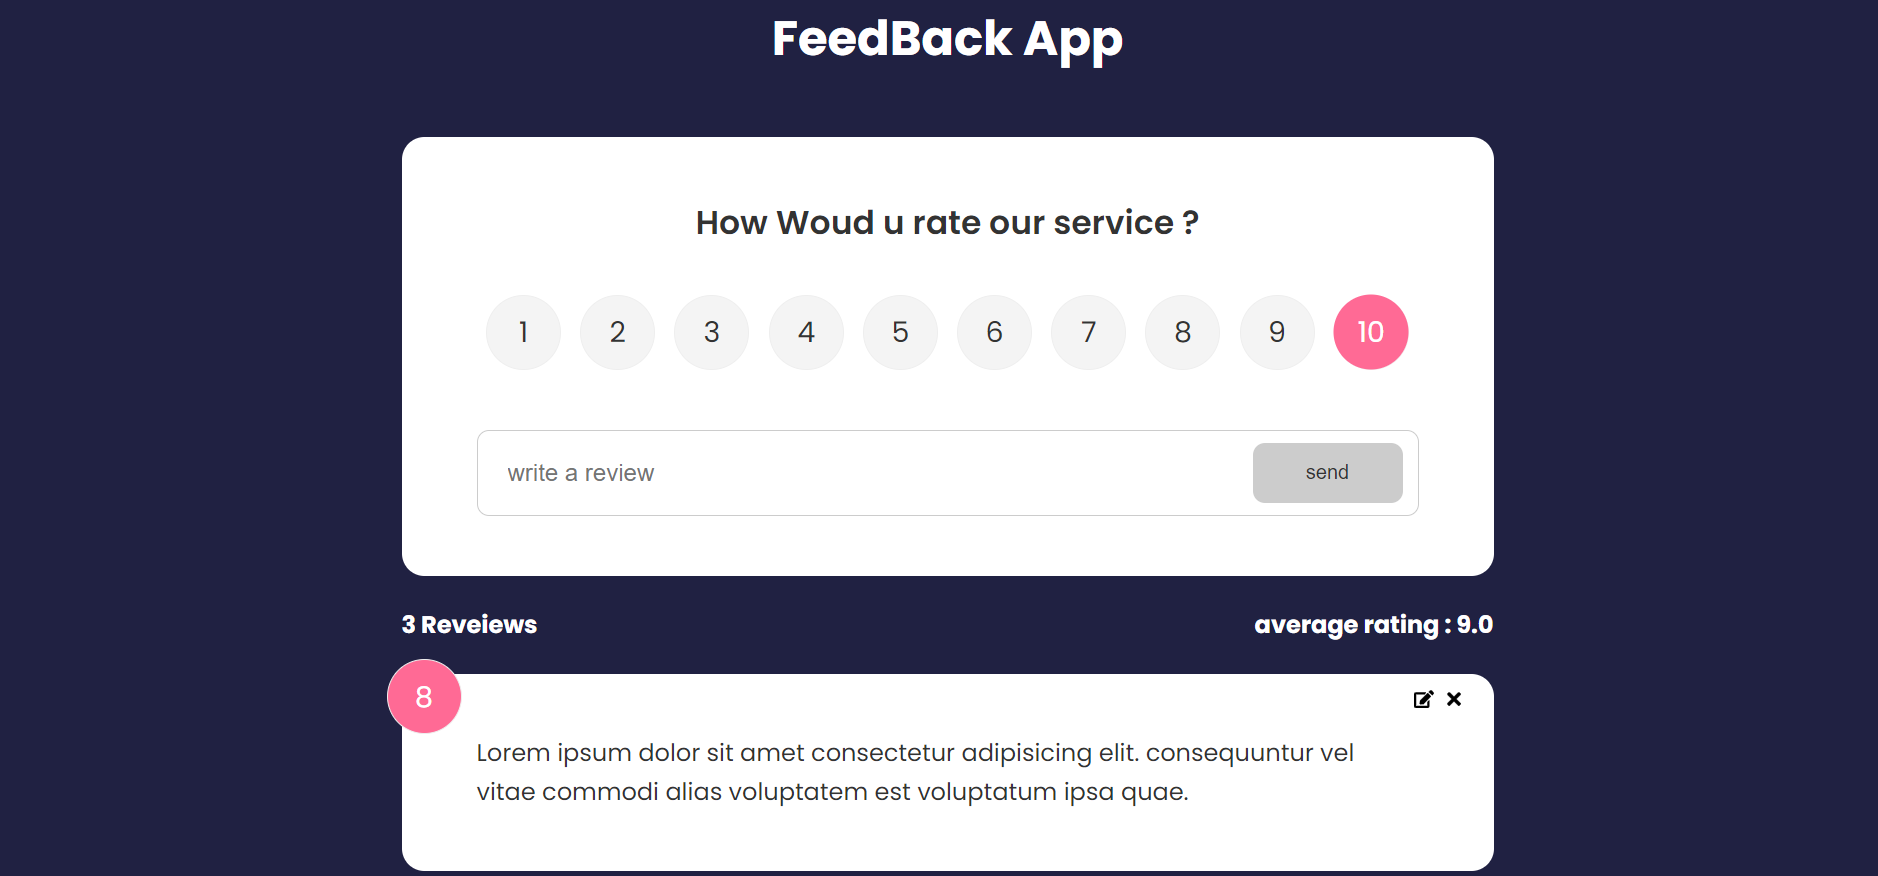 FeedBack App
How Woud u rate our service ?
1 2 3 4 5 6 7 8 9 10
write a review send
3 Reveiews average rating : 9.0
8
Lorem ipsum dolor sit amet consectetur adipisicing elit. consequuntur vel
vitae commodi alias voluptatem est voluptatum ipsa quae.